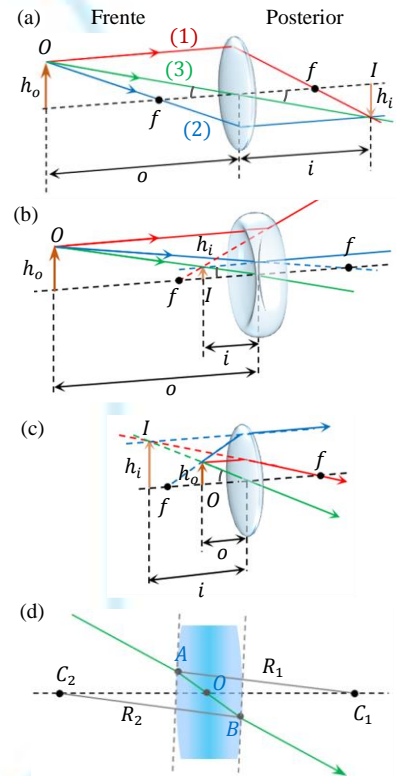 (a) Frente Posterior
O (1)
(3) f I
h_o h_i
f (2)
o i
(b)
O h_i f
h_o
f I
i
o
(c)
I
h_i h_o f
f O
o
i
(d)
A R_1
C_2 O
R_2 B C_1